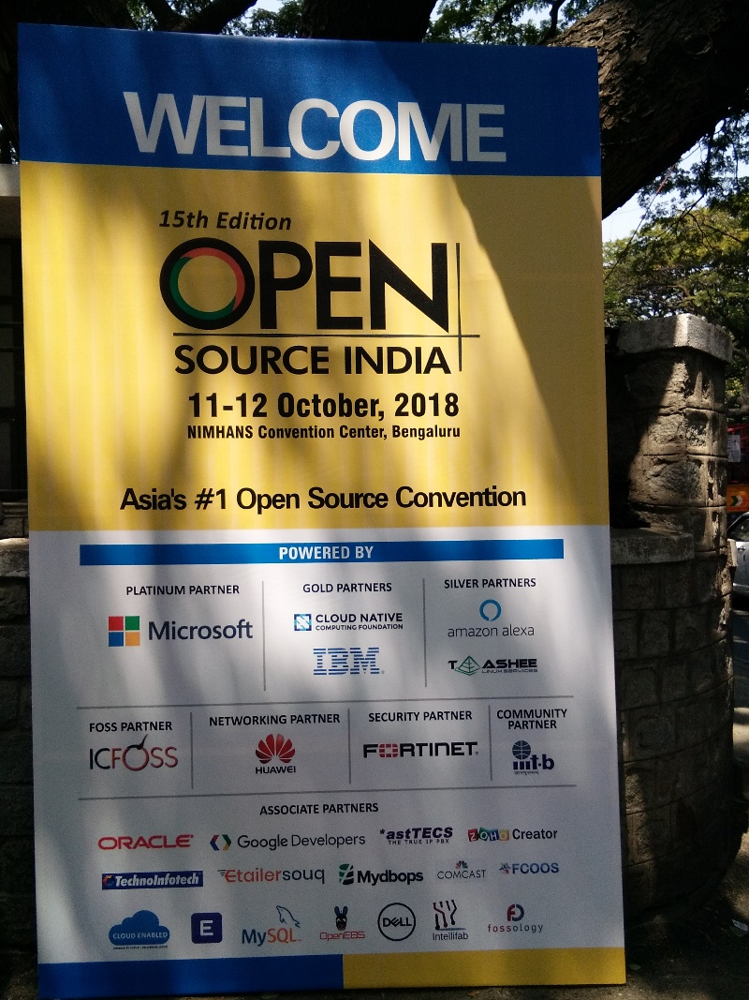 WELCOME
15th Edition
OPEN
SOURCE INDIA
11-12 October, 2018
NIMHANS Convention Center, Bengaluru
Asia's #1 Open Source Convention
POWERED BY
PLATINUM PARTNER
Microsoft
GOLD PARTNERS
CLOUD NATIVE
COMPUTING FOUNDATION
IBM
SILVER PARTNERS
amazon alexa
TASHEE
LINUX SERVICES
FOSS PARTNER
ICFOSS
NETWORKING PARTNER
HUAWEI
SECURITY PARTNER
FORTINET
COMMUNITY
PARTNER
iiit-b
ASSOCIATE PARTNERS
ORACLE
Google Developers
*astTECS
THE TRUE IP PBX
ZOHO Creator
TechnoInfotech
Etailersouq
Mydbops
COMCAST
FCOOS
CLOUD ENABLED
E
MySQL
OpenEBS
DELL
intellifab
fossology